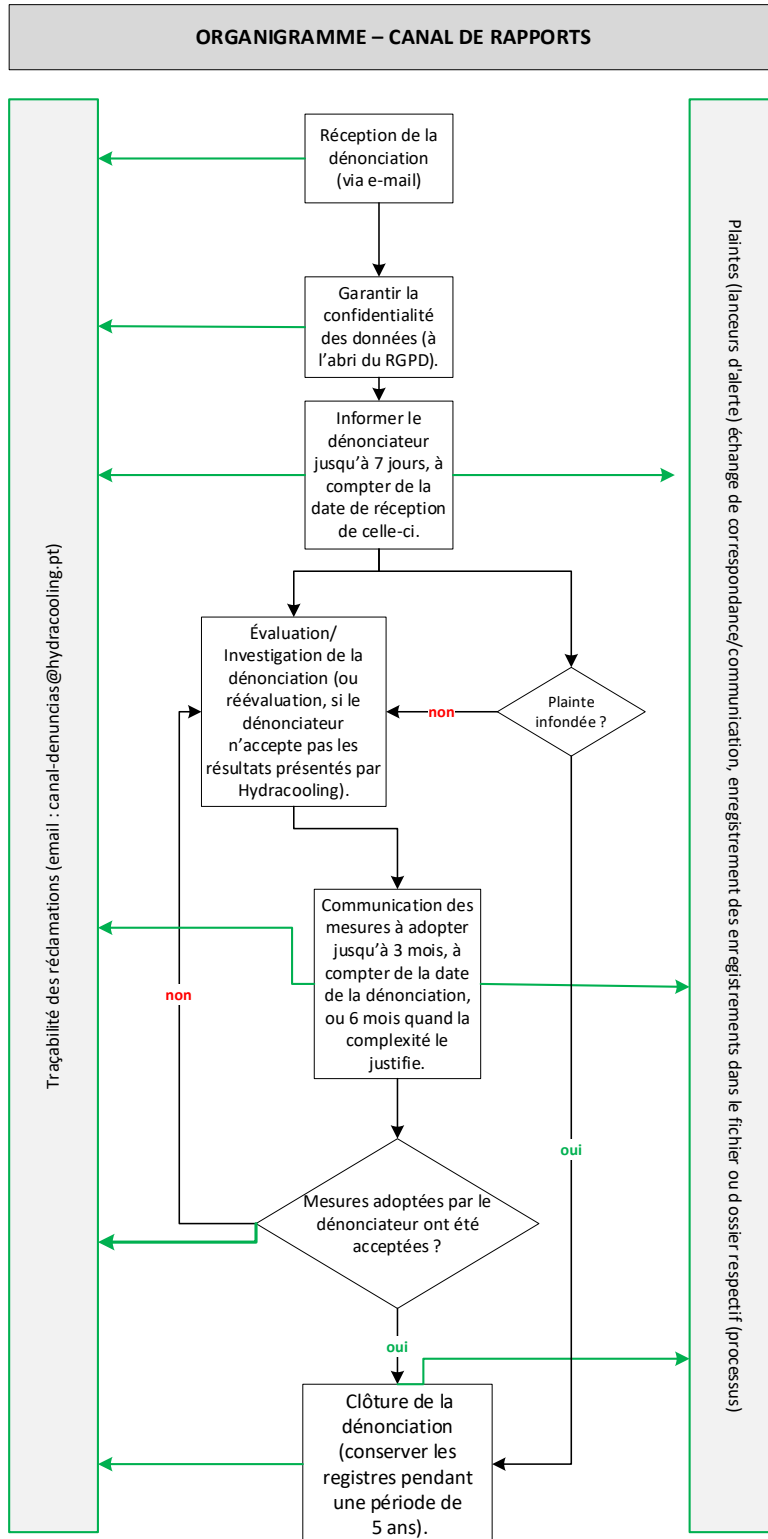 ORGANIGRAMME – CANAL DE RAPPORTS
Traçabilité des réclamations (email : canal-denuncias@hydracooling.pt)
Réception de la
dénonciation
(via e-mail)
Garantir la
confidentialité
des données (à
l’abri du RGPD).
Informer le
dénonciateur
jusqu’à 7 jours, à
compter de la
date de réception
de celle-ci.
Évaluation/
Investigation de la
dénonciation (ou
réévaluation, si le
dénonciateur
n’accepte pas les
résultats présentés par
Hydracooling).
non
Plainte
infondée ?
Communication des
mesures à adopter
jusqu’à 3 mois, à
compter de la date
de la dénonciation,
ou 6 mois quand la
complexité le
justifie.
non
oui
Mesures adoptées par le
dénonciateur ont été
acceptées ?
oui
Clôture de la
dénonciation
(conserver les
registres pendant
une période de
5 ans).
Plaintes (lanceurs d'alerte) échange de correspondance/communication, enregistrement des enregistrements dans le fichier ou dossier respectif (processus)